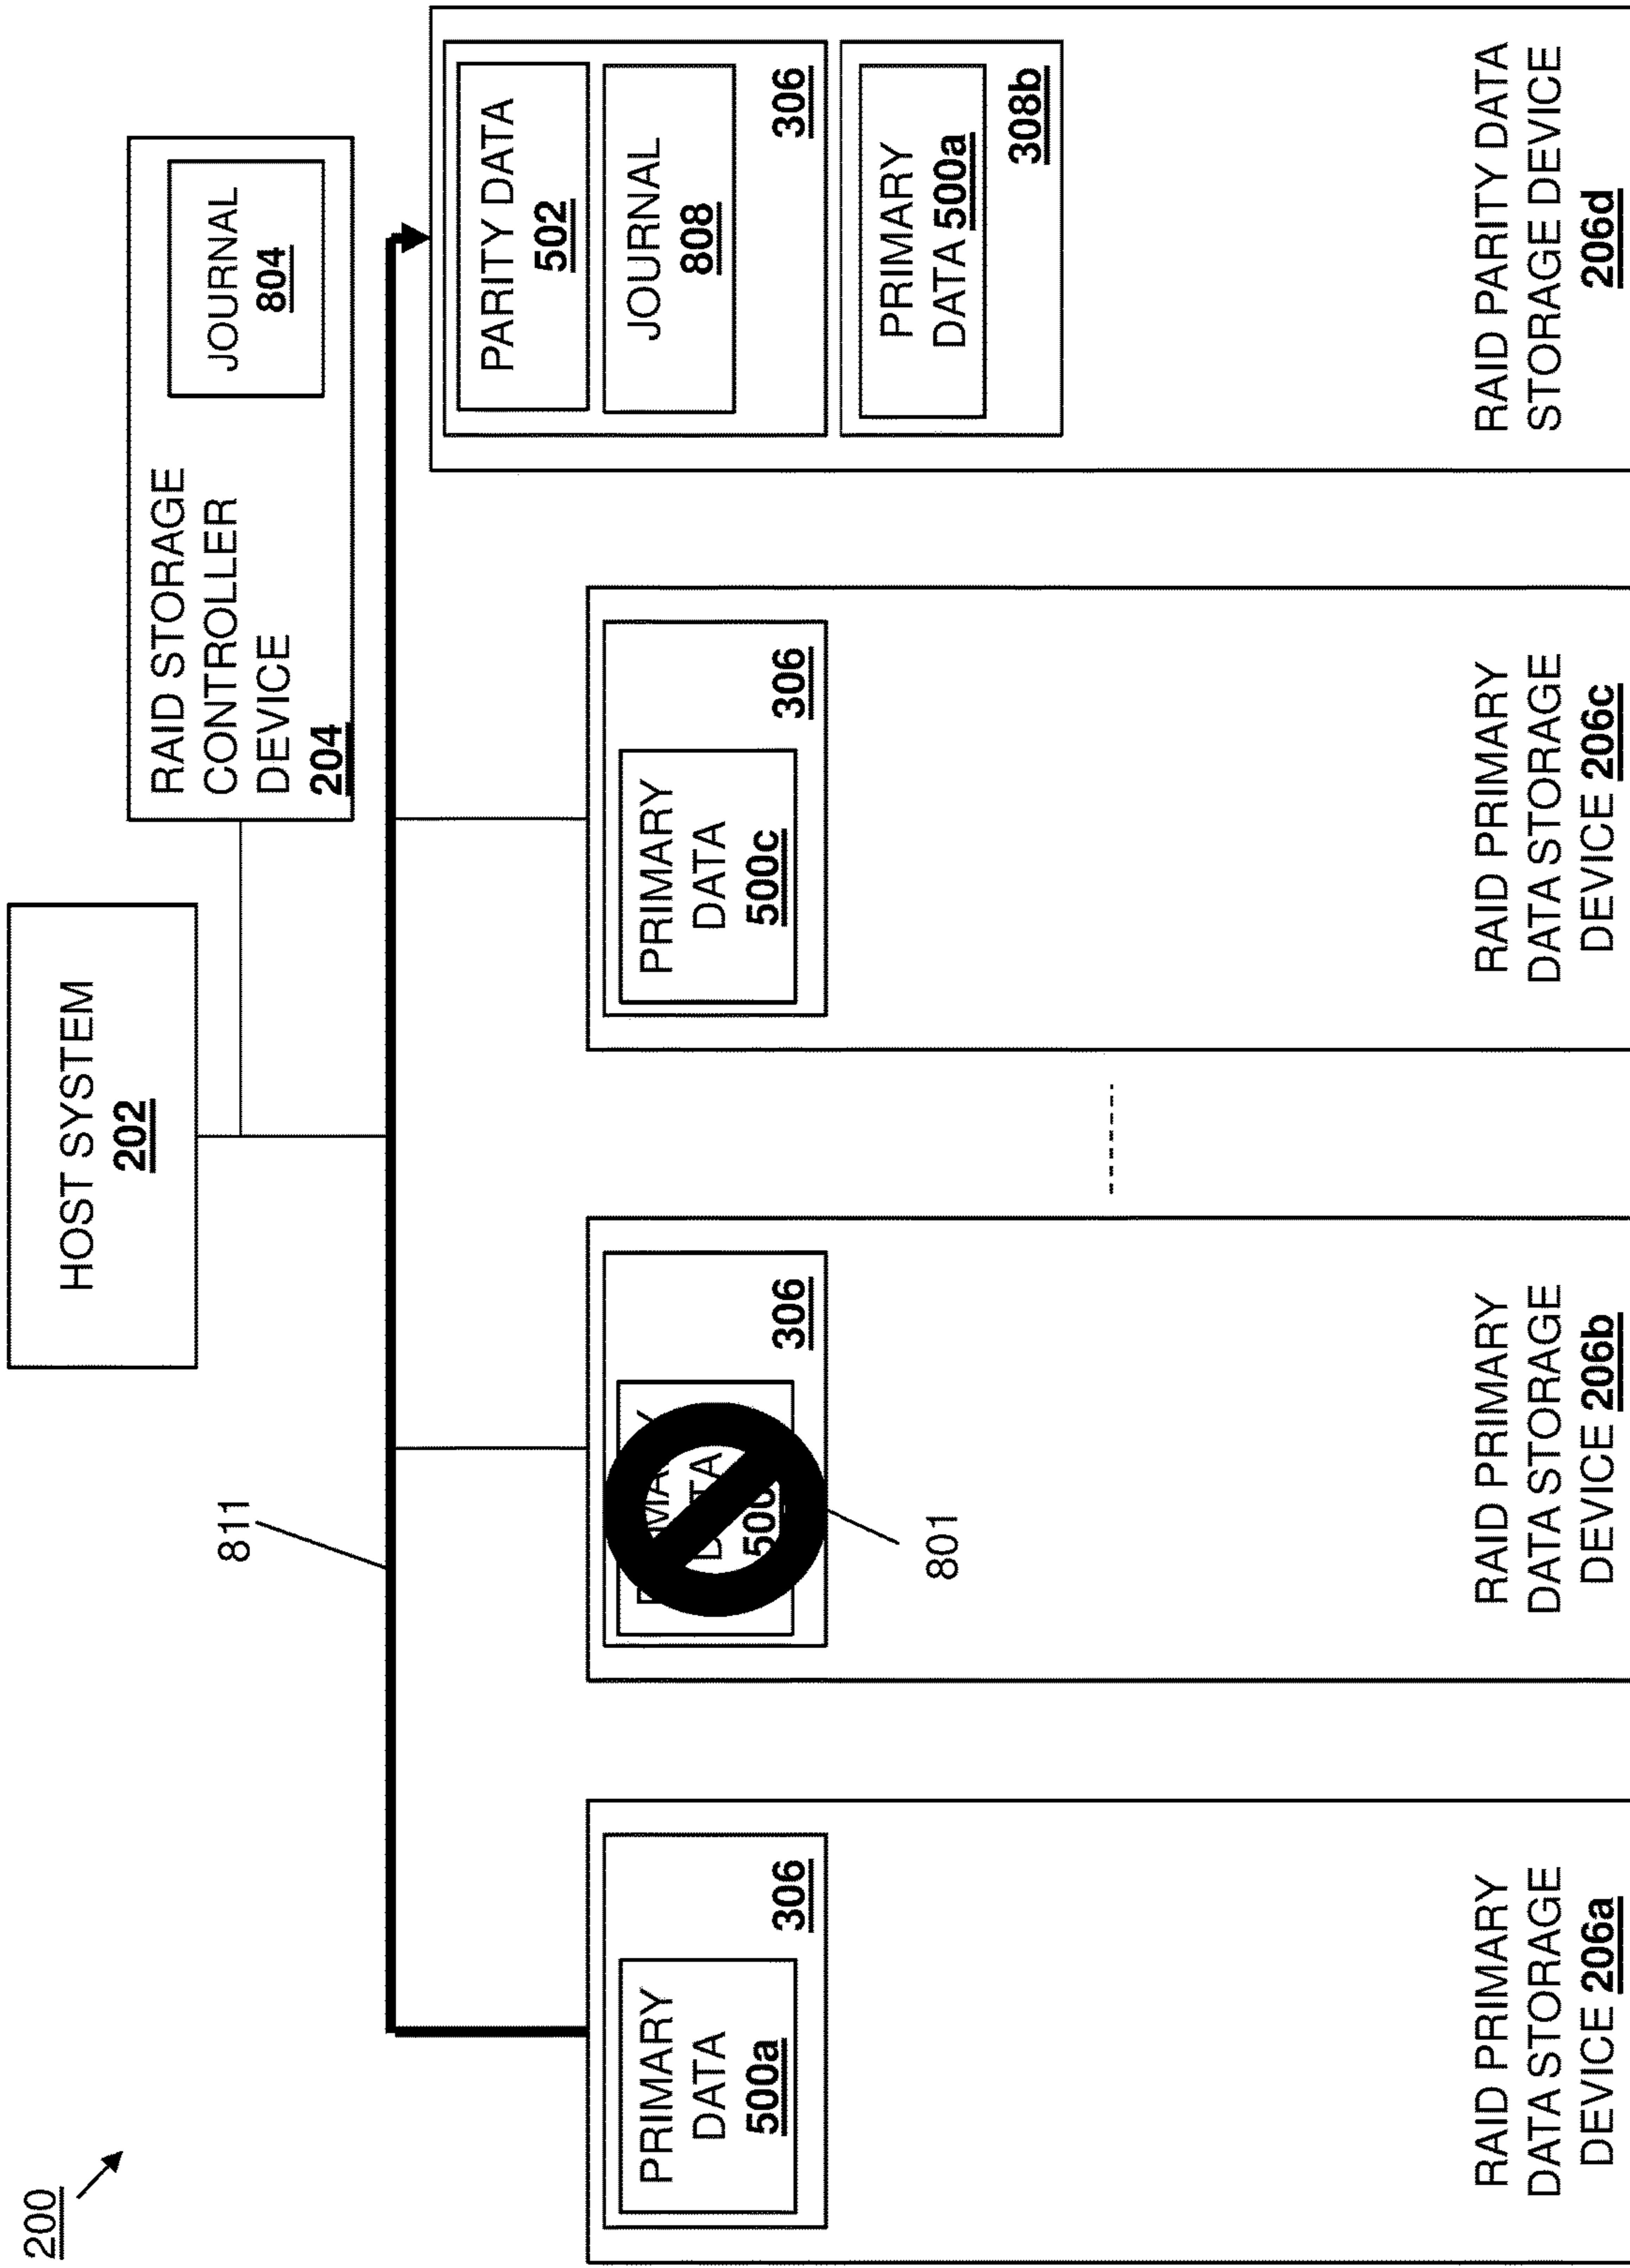 200
HOST SYSTEM
202
RAID STORAGE
CONTROLLER
DEVICE
204
JOURNAL
804
811
PRIMARY
DATA
500a
306
RAID PRIMARY
DATA STORAGE
DEVICE 206a
306
801
RAID PRIMARY
DATA STORAGE
DEVICE 206b
PRIMARY
DATA
500c
306
RAID PRIMARY
DATA STORAGE
DEVICE 206c
PARITY DATA
502
JOURNAL
808
306
PRIMARY
DATA 500a
308b
RAID PARITY DATA
STORAGE DEVICE
206d